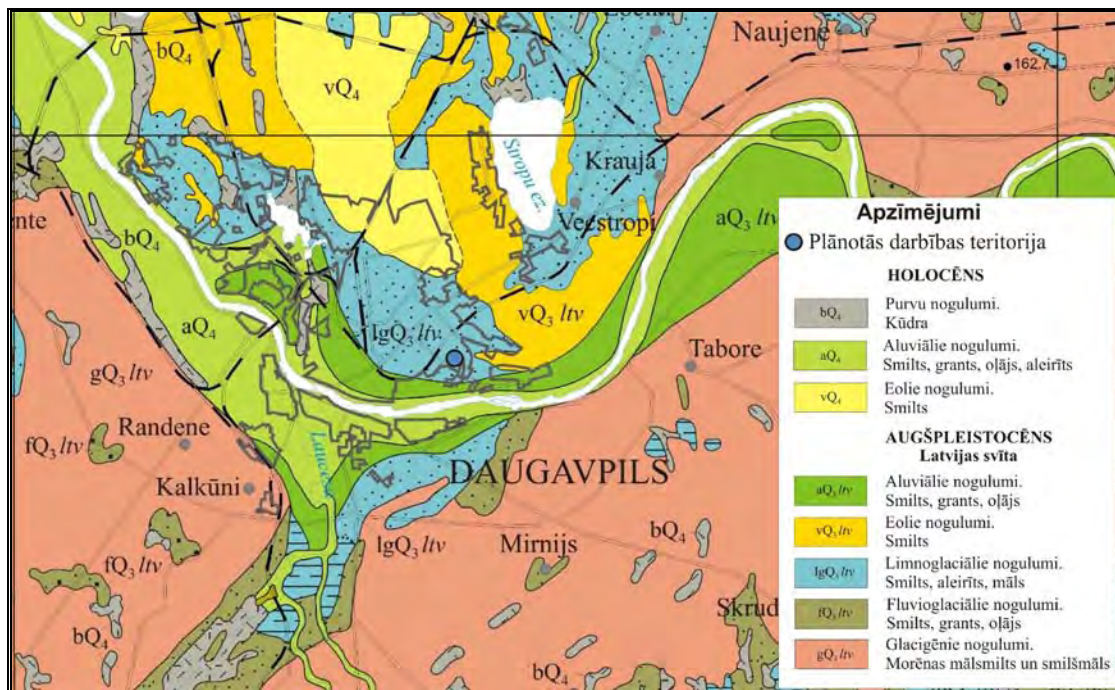 Naujene
bQ₄
162,7
vQ₄
Stropu ez.
Krauja
Vecstropi
aQ₃ ltv
nte
bQ₄
aQ₄
lgQ₃ ltv
vQ₃ ltv
Tabore
gQ₃ ltv
Randene
fQ₃ ltv
Kalkūni
DAUGAVPILS
lgQ₃ ltv
Mirnijs
bQ₄
fQ₃ ltv
Skrud
bQ₄
bQ₄
Apzīmējumi
Plānotās darbības teritorija
HOLOCĒNS
bQ₄ Purvu nogulumi.
Kūdra
aQ₄ Aluviālie nogulumi.
Smilts, grants, oļājs, aleirīts
vQ₄ Eolie nogulumi.
Smilts
AUGŠPLEISTOCĒNS
Latvijas svīta
aQ₃ ltv Aluviālie nogulumi.
Smilts, grants, oļājs
vQ₃ ltv Eolie nogulumi.
Smilts
lgQ₃ ltv Limnoglaciālie nogulumi.
Smilts, aleirīts, māls
fQ₃ ltv Fluvioglaciālie nogulumi.
Smilts, grants, oļājs
gQ₃ ltv Glacigēnie nogulumi.
Morēnas mālsmilts un smilšmāls